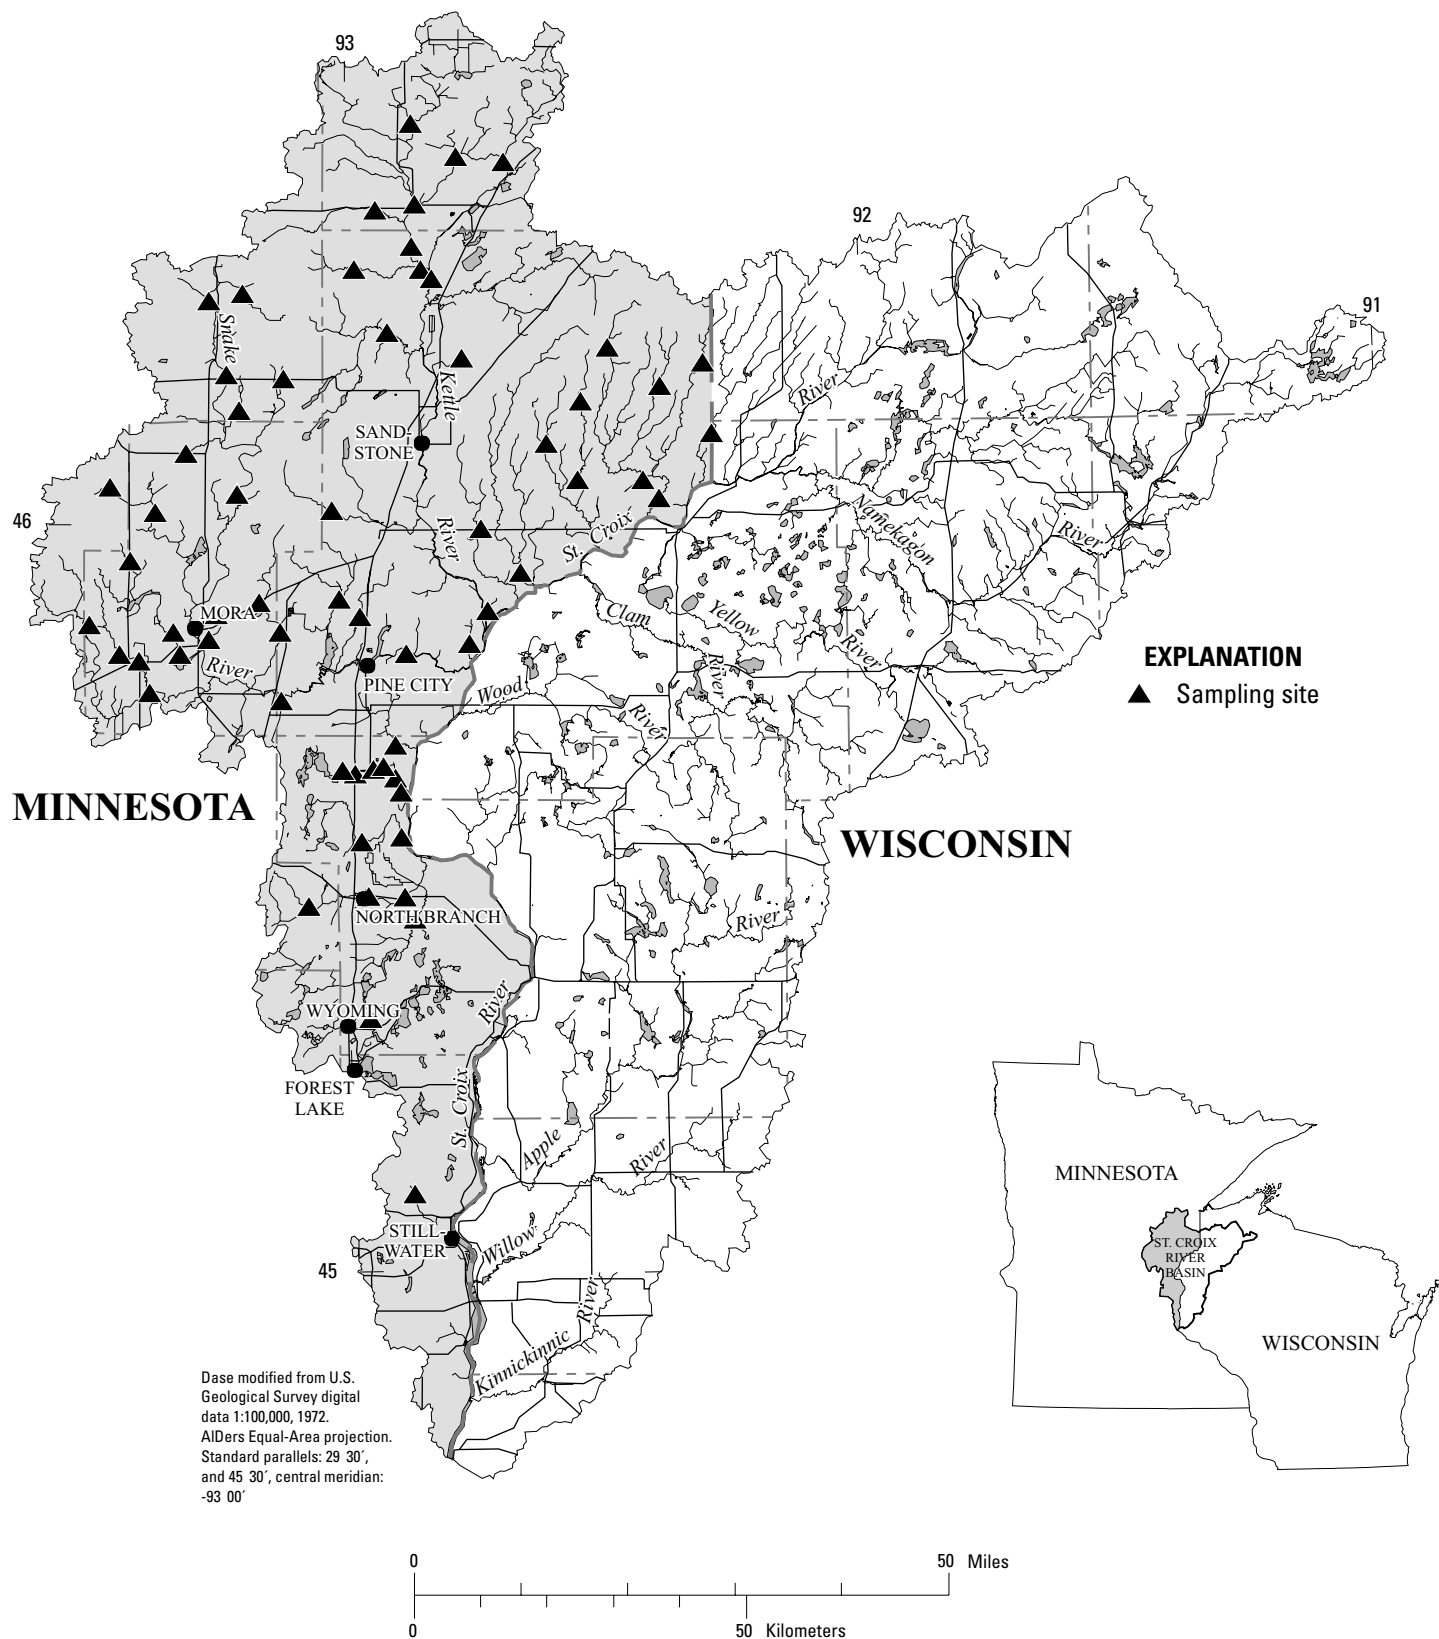 93
92
91
Snake
Kettle
River
SAND-
STONE
46
River
St. Croix
Namekagon
River
MORA
Clam
Yellow
River
River
River
EXPLANATION
Sampling site
PINE CITY
Wood
River
MINNESOTA
WISCONSIN
NORTH BRANCH
River
WYOMING
River
FOREST
LAKE
St. Croix
Apple
River
MINNESOTA
STILL-
WATER
Willow
ST. CROIX
RIVER
BASIN
45
River
Kinnickinnic
WISCONSIN
Dase modified from U.S.
Geological Survey digital
data 1:100,000, 1972.
AlDers Equal-Area projection.
Standard parallels: 29 30´,
and 45 30´, central meridian:
-93 00´
0 50 Miles
0 50 Kilometers